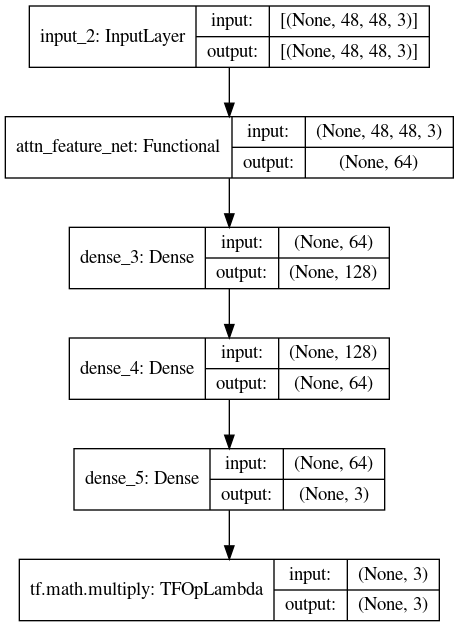 input_2: InputLayer
input: [(None, 48, 48, 3)]
output: [(None, 48, 48, 3)]
attn_feature_net: Functional
input: (None, 48, 48, 3)
output: (None, 64)
dense_3: Dense
input: (None, 64)
output: (None, 128)
dense_4: Dense
input: (None, 128)
output: (None, 64)
dense_5: Dense
input: (None, 64)
output: (None, 3)
tf.math.multiply: TFOpLambda
input: (None, 3)
output: (None, 3)